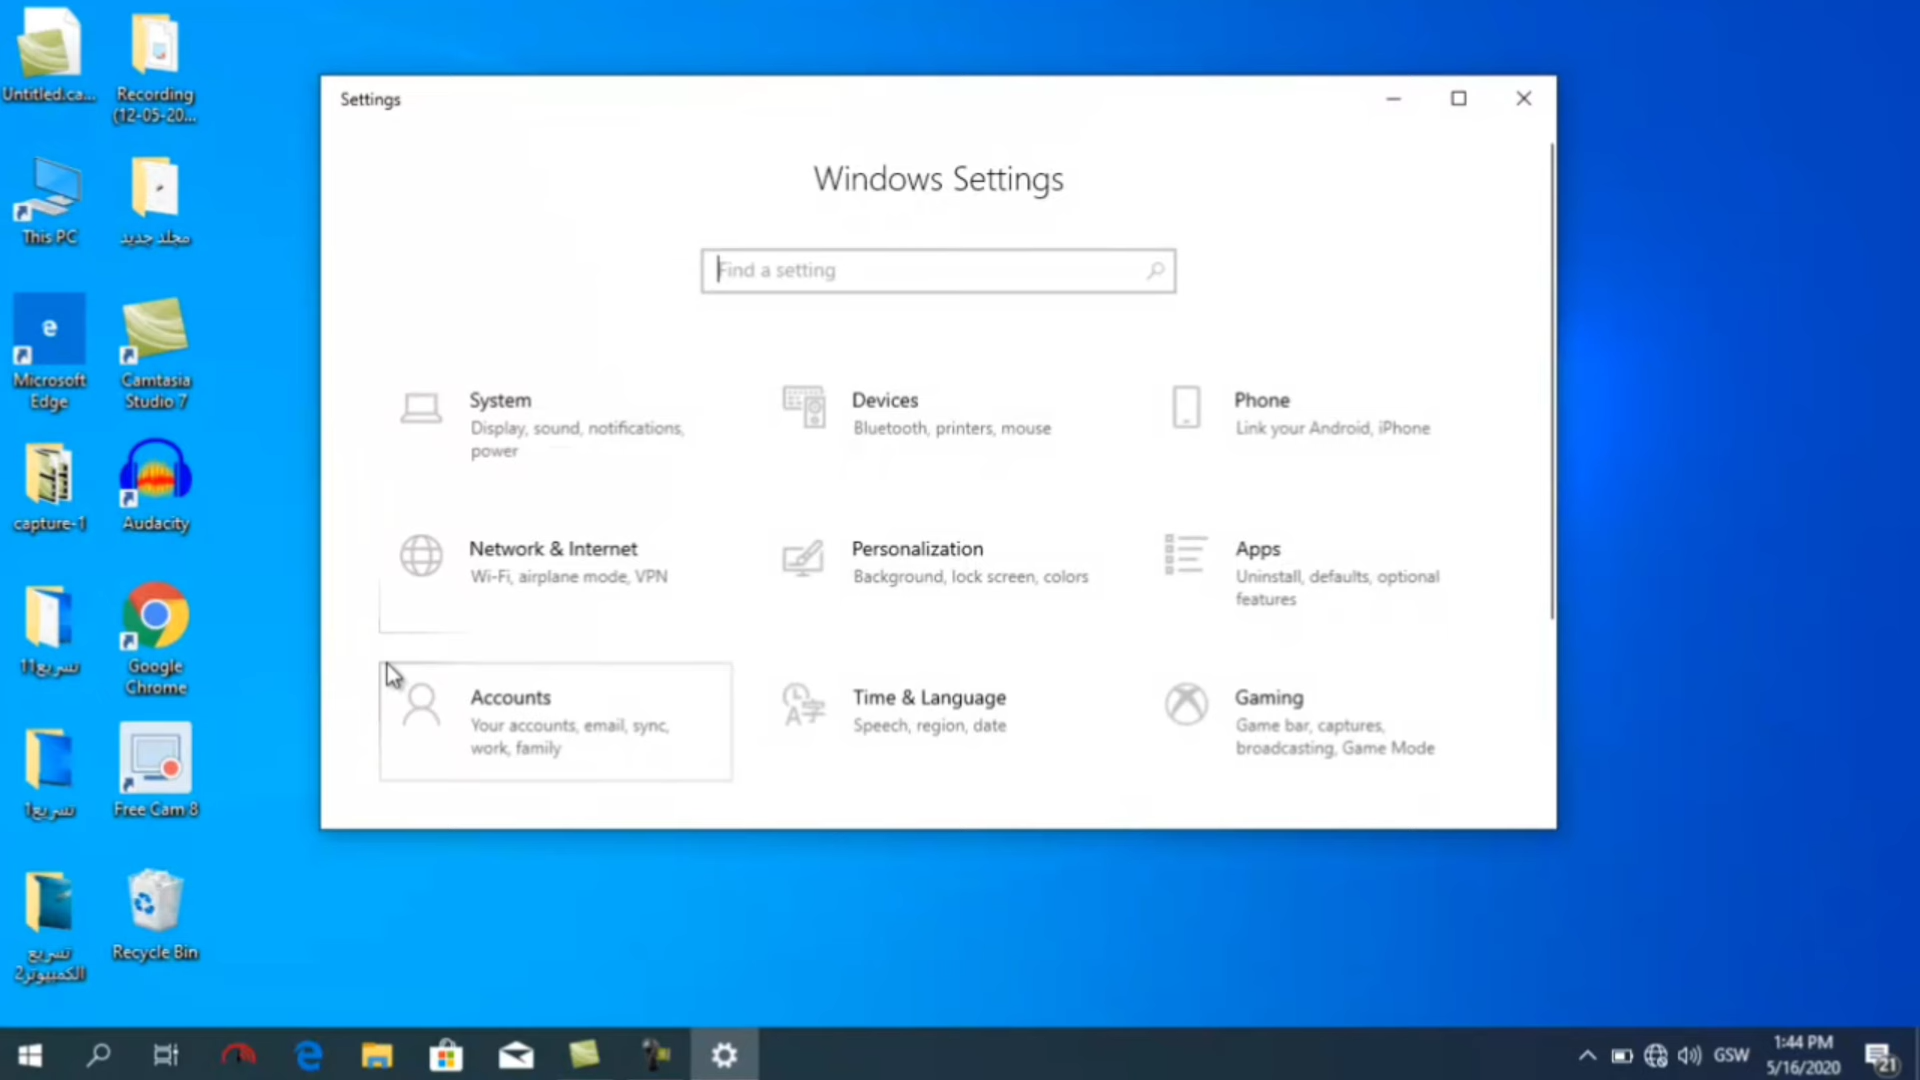 Untitled.ca...
Recording
(12-05-20...
This PC
مجلد جديد
Microsoft
Edge
Camtasia
Studio 7
capture-1
Audacity
تسريع11
Google
Chrome
تسريع1
Free Cam 8
تسريع
الكمبيوتر2
Recycle Bin
Settings
Windows Settings
Find a setting
System
Display, sound, notifications,
power
Devices
Bluetooth, printers, mouse
Phone
Link your Android, iPhone
Network & Internet
Wi-Fi, airplane mode, VPN
Personalization
Background, lock screen, colors
Apps
Uninstall, defaults, optional
features
Accounts
Your accounts, email, sync,
work, family
Time & Language
Speech, region, date
Gaming
Game bar, captures,
broadcasting, Game Mode
GSW
1:44 PM
5/16/2020
21